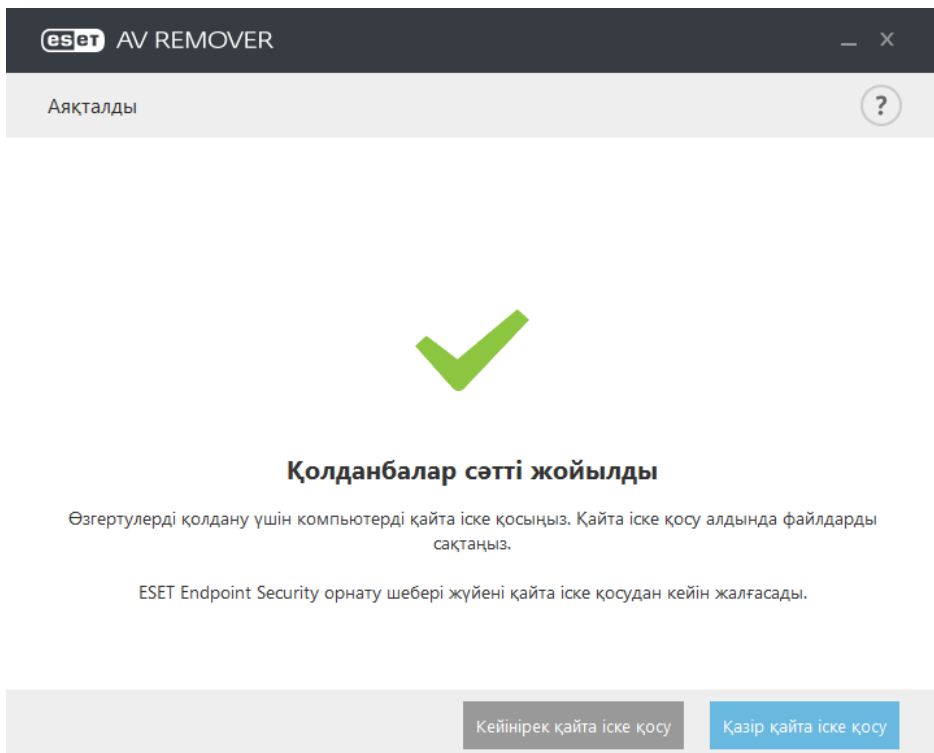 eset AV REMOVER
Аяқталды
?
Қолданбалар сәтті жойылды
Өзгертулерді қолдану үшін компьютерді қайта іске қосыңыз. Қайта іске қосу алдында файлдарды
сақтаңыз.
ESET Endpoint Security орнату шебері жүйені қайта іске қосудан кейін жалғасады.
Кейінірек қайта іске қосу
Қазір қайта іске қосу